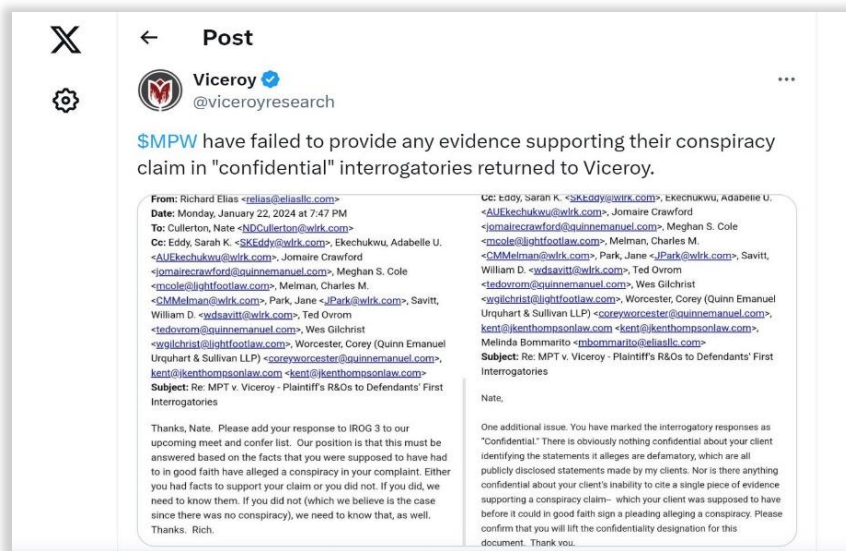 Post
Viceroy
@viceroyresearch
$MPW have failed to provide any evidence supporting their conspiracy
claim in "confidential" interrogatories returned to Viceroy.
From: Richard Elias <relias@eliasllc.com>
Date: Monday, January 22, 2024 at 7:47 PM
To: Cullerton, Nate <NDCullerton@wlrk.com>
Cc: Eddy, Sarah K. <SKEddy@wlrk.com>, Ekechukwu, Adabelle U.
<AUEkechukwu@wlrk.com>, Jomaire Crawford
<jomairecrawford@quinnemanuel.com>, Meghan S. Cole
<mcole@lightfootlaw.com>, Melman, Charles M.
<CMMelman@wlrk.com>, Park, Jane <JPark@wlrk.com>, Savitt,
William D. <wdsavitt@wlrk.com>, Ted Ovrom
<tedovrom@quinnemanuel.com>, Wes Gilchrist
<wgilchrist@lightfootlaw.com>, Worcester, Corey (Quinn Emanuel
Urquhart & Sullivan LLP) <coreyworcester@quinnemanuel.com>,
kent@jkenthompsonlaw.com <kent@jkenthompsonlaw.com>
Subject: Re: MPT v. Viceroy - Plaintiff's R&Os to Defendants' First
Interrogatories
Thanks, Nate. Please add your response to IROG 3 to our
upcoming meet and confer list. Our position is that this must be
answered based on the facts that you were supposed to have had
to in good faith have alleged a conspiracy in your complaint. Either
you had facts to support your claim or you did not. If you did, we
need to know them. If you did not (which we believe is the case
since there was no conspiracy), we need to know that, as well.
Thanks. Rich.
Cc: Eddy, Sarah K. <SKEddy@wlrk.com>, Ekechukwu, Adabelle U.
<AUEkechukwu@wlrk.com>, Jomaire Crawford
<jomairecrawford@quinnemanuel.com>, Meghan S. Cole
<mcole@lightfootlaw.com>, Melman, Charles M.
<CMMelman@wlrk.com>, Park, Jane <JPark@wlrk.com>, Savitt,
William D. <wdsavitt@wlrk.com>, Ted Ovrom
<tedovrom@quinnemanuel.com>, Wes Gilchrist
<wgilchrist@lightfootlaw.com>, Worcester, Corey (Quinn Emanuel
Urquhart & Sullivan LLP) <coreyworcester@quinnemanuel.com>,
kent@jkenthompsonlaw.com <kent@jkenthompsonlaw.com>,
Melinda Bommarito <mbommarito@eliasllc.com>
Subject: Re: MPT v. Viceroy - Plaintiff's R&Os to Defendants' First
Interrogatories
Nate,
One additional issue. You have marked the interrogatory responses as
"Confidential." There is obviously nothing confidential about your client
identifying the statements it alleges are defamatory, which are all
publicly disclosed statements made by my clients. Nor is there anything
confidential about your client's inability to cite a single piece of evidence
supporting a conspiracy claim– which your client was supposed to have
before it could in good faith sign a pleading alleging a conspiracy. Please
confirm that you will lift the confidentiality designation for this
document. Thank you.